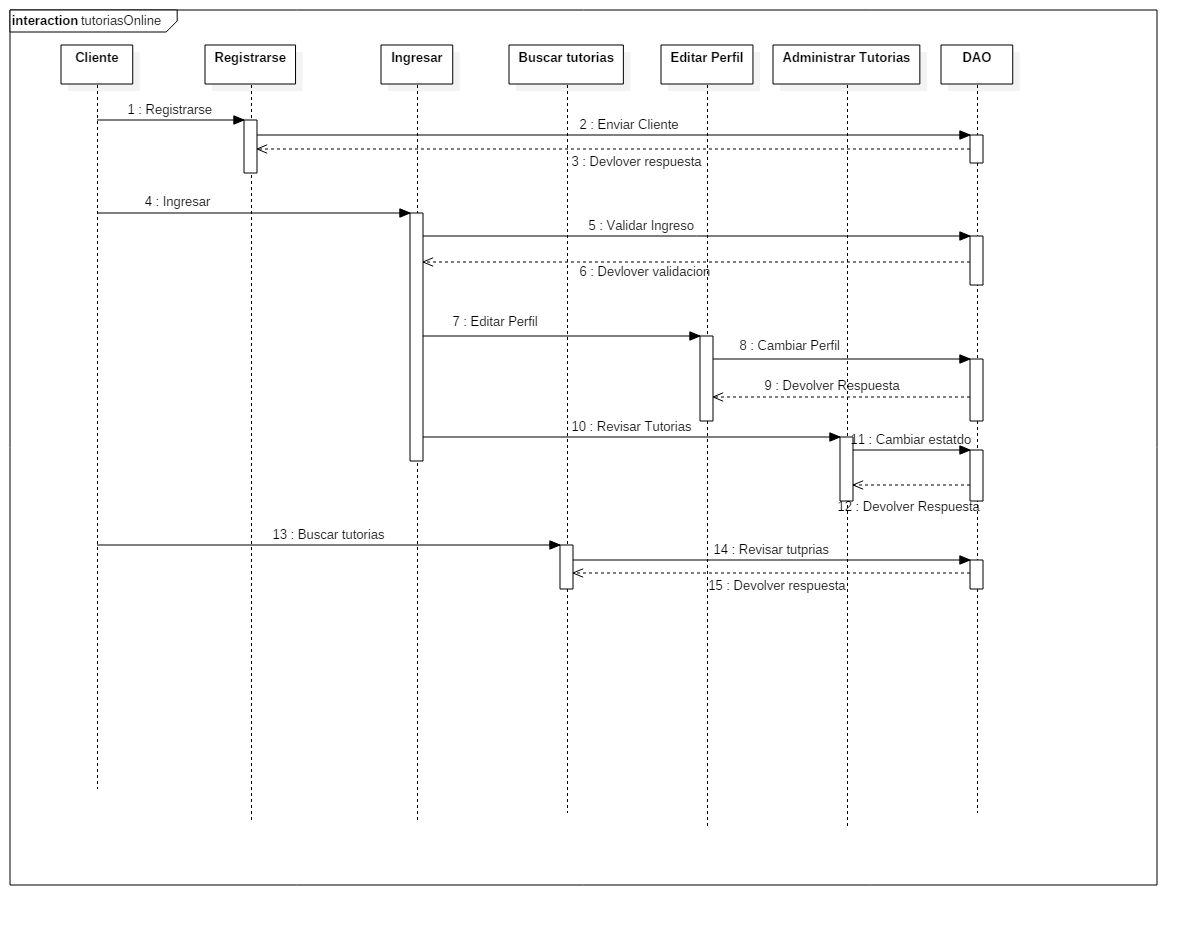 interaction tutoriasOnline
Cliente
Registrarse
Ingresar
Buscar tutorias
Editar Perfil
Administrar Tutorias
DAO
1 : Registrarse
2 : Enviar Cliente
3 : Devlover respuesta
4 : Ingresar
5 : Validar Ingreso
6 : Devlover validacion
7 : Editar Perfil
8 : Cambiar Perfil
9 : Devolver Respuesta
10 : Revisar Tutorias
11 : Cambiar estatdo
12 : Devolver Respuesta
13 : Buscar tutorias
14 : Revisar tutprias
15 : Devolver respuesta